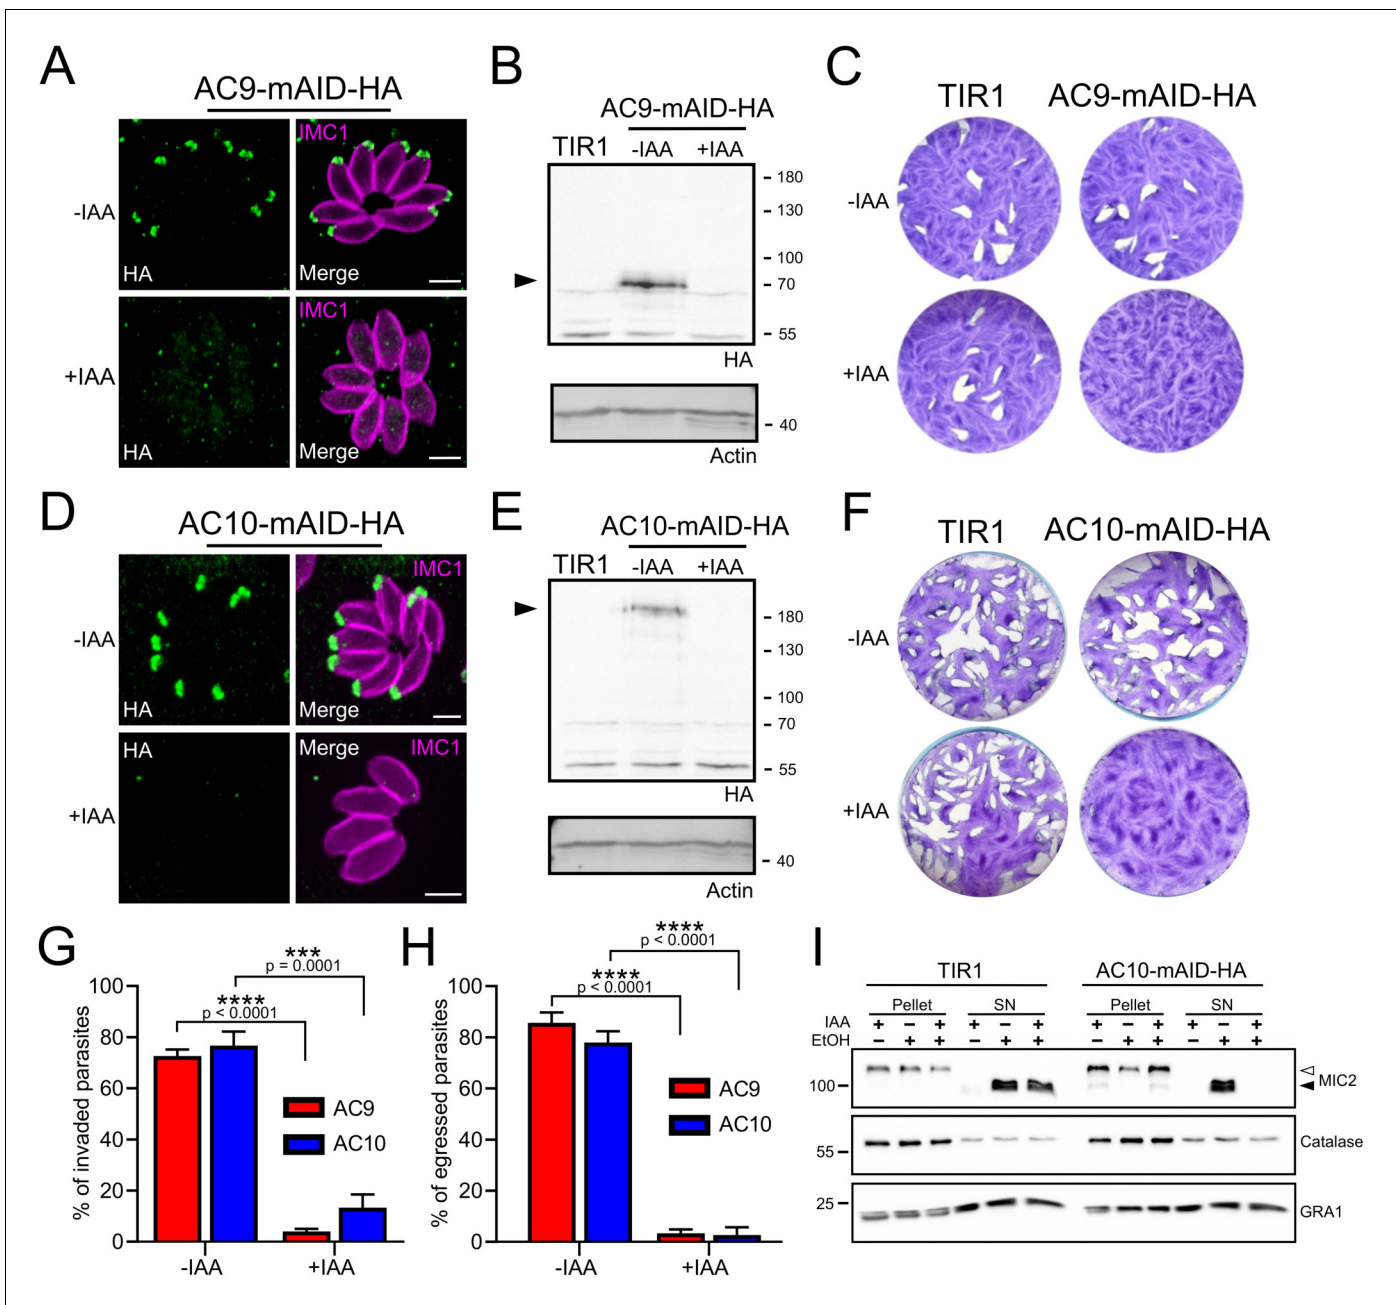 A
AC9-mAID-HA
-IAA
HA
IMC1
Merge
+IAA
HA
IMC1
Merge
B
AC9-mAID-HA
TIR1 -IAA +IAA
- 180
- 130
- 100
- 70
- 55
HA
- 40
Actin
C
TIR1 AC9-mAID-HA
-IAA
+IAA
D
AC10-mAID-HA
-IAA
HA
IMC1
Merge
+IAA
HA
Merge IMC1
E
AC10-mAID-HA
TIR1 -IAA +IAA
- 180
- 130
- 100
- 70
- 55
HA
- 40
Actin
F
TIR1 AC10-mAID-HA
-IAA
+IAA
G
% of invaded parasites
100
80
60
40
20
0
***
p = 0.0001
****
p < 0.0001
AC9
AC10
-IAA +IAA
H
% of egressed parasites
100
80
60
40
20
0
****
p < 0.0001
****
p < 0.0001
AC9
AC10
-IAA +IAA
I
TIR1 AC10-mAID-HA
Pellet SN Pellet SN
IAA + - + - - + + - + + - +
EtOH - + + - + + - + + - + +
100 - MIC2
55 - Catalase
25 - GRA1